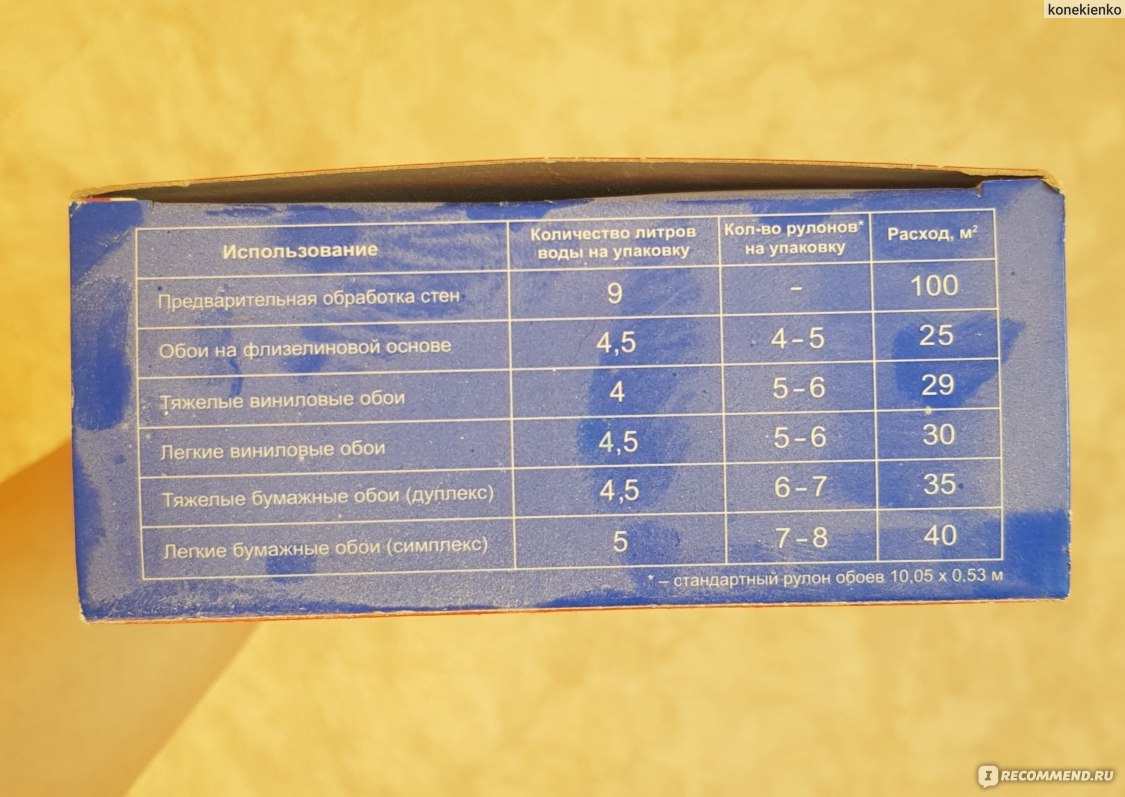 konekienko
Использование
Количество литров
воды на упаковку
Кол-во рулонов*
на упаковку
Расход, м²
Предварительная обработка стен 9 – 100
Обои на флизелиновой основе 4,5 4–5 25
Тяжелые виниловые обои 4 5–6 29
Легкие виниловые обои 4,5 5–6 30
Тяжелые бумажные обои (дуплекс) 4,5 6–7 35
Легкие бумажные обои (симплекс) 5 7–8 40
* – стандартный рулон обоев 10,05 x 0,53 м
I RECOMMEND.RU